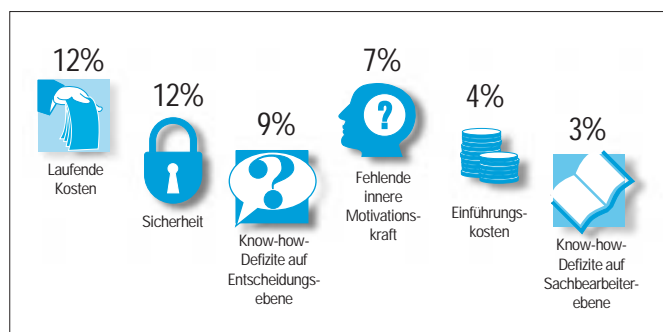 12%
Laufende
Kosten
12%
Sicherheit
9%
Know-how-
Defizite auf
Entscheidungs-
ebene
7%
?
Fehlende
innere
Motivations-
kraft
4%
Einführungs-
kosten
3%
Know-how-
Defizite auf
Sachbearbeiter-
ebene